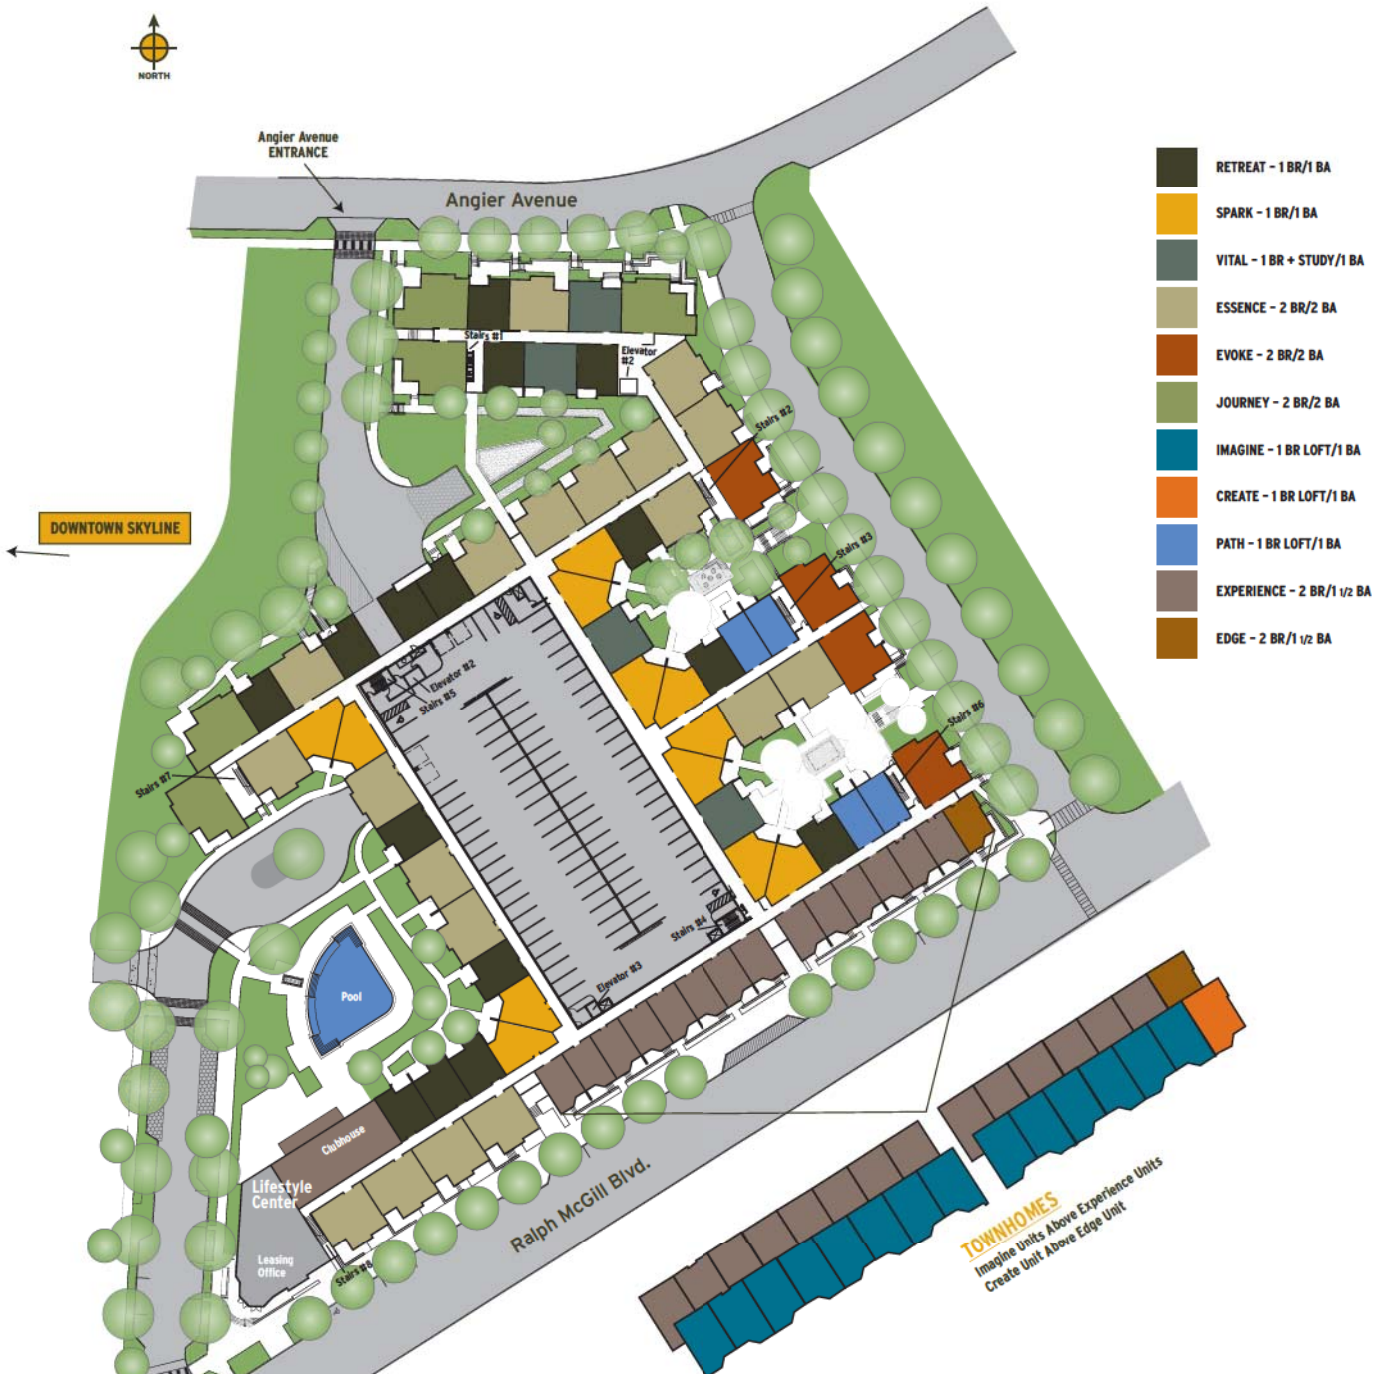 NORTH
Angier Avenue
ENTRANCE
Angier Avenue
RETREAT – 1 BR/1 BA
SPARK – 1 BR/1 BA
VITAL – 1 BR + STUDY/1 BA
ESSENCE – 2 BR/2 BA
EVOKE – 2 BR/2 BA
JOURNEY – 2 BR/2 BA
IMAGINE – 1 BR LOFT/1 BA
CREATE – 1 BR LOFT/1 BA
PATH – 1 BR LOFT/1 BA
EXPERIENCE – 2 BR/1 1/2 BA
EDGE – 2 BR/1 1/2 BA
Stairs #1
Elevator
#2
Stairs #2
DOWNTOWN SKYLINE
Stairs #3
Elevator #2
Stairs #5
Stairs #6
Stairs #7
Stairs #4
Elevator #3
Pool
Clubhouse
Lifestyle
Center
Leasing
Office
Stairs #8
Ralph McGill Blvd.
TOWNHOMES
Imagine Units Above Experience Units
Create Unit Above Edge Unit